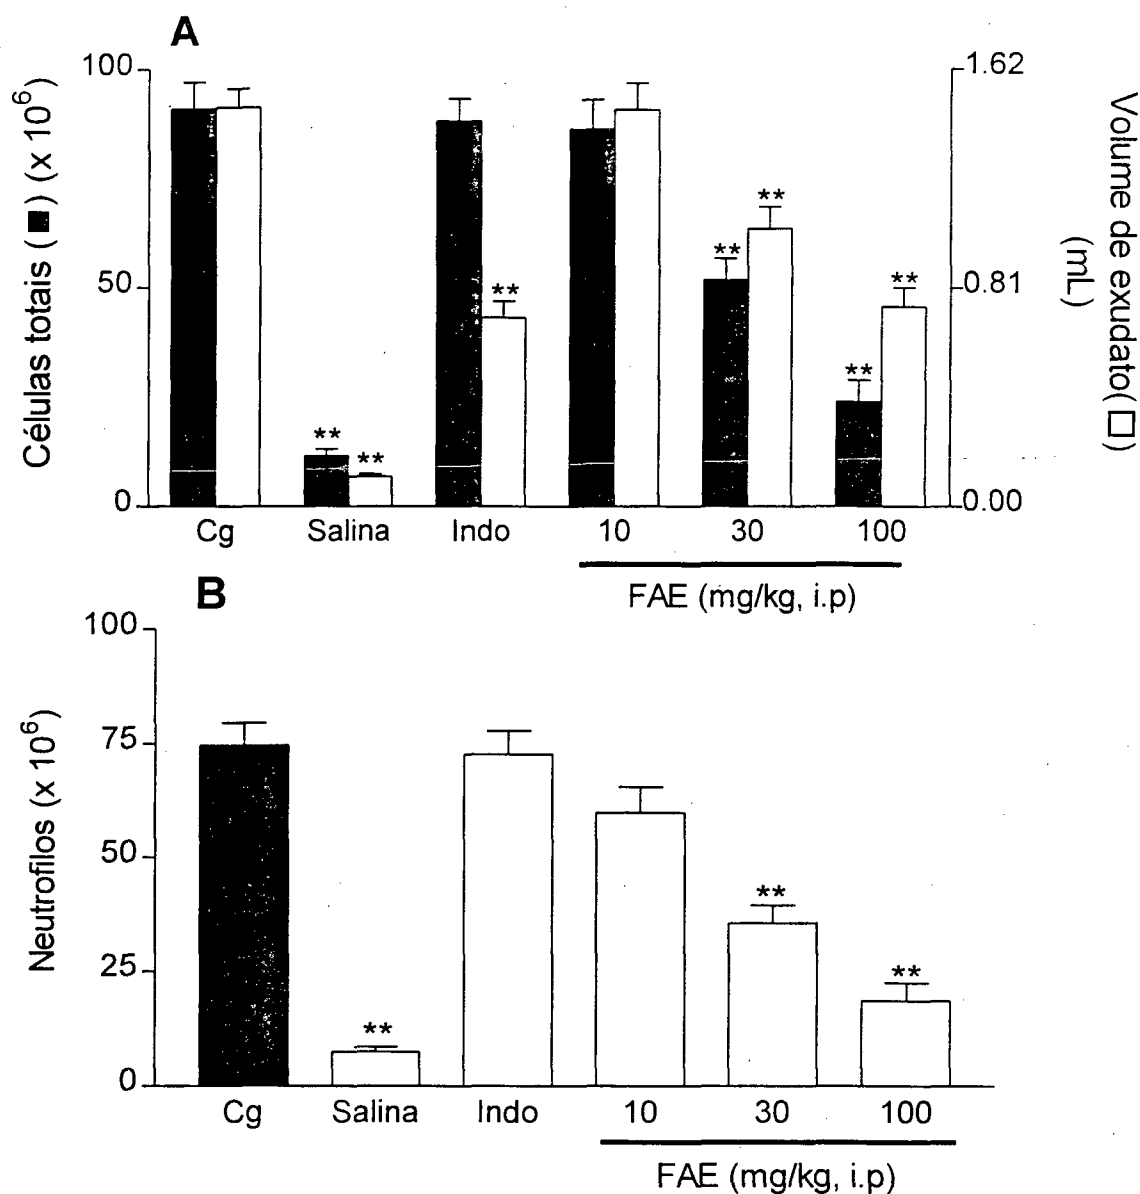 A
100
50
0
Células totais (■) (x 10⁶)
1.62
0.81
0.00
Volume de exudato(□)
(mL)
**
**
**
**
**
**
**
Cg Salina Indo 10 30 100
FAE (mg/kg, i.p)
B
100
75
50
25
0
Neutrofilos (x 10⁶)
**
**
**
Cg Salina Indo 10 30 100
FAE (mg/kg, i.p)